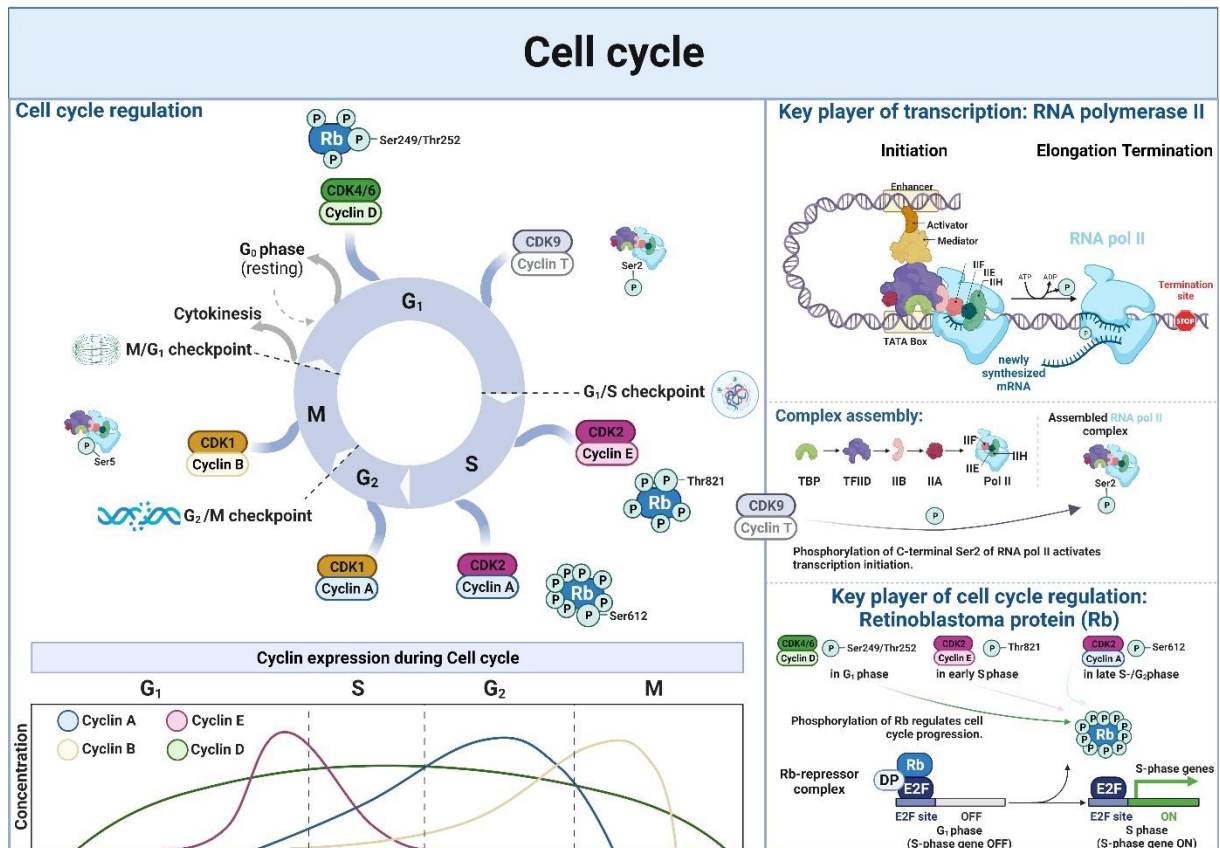 Cell cycle
Cell cycle regulation
P P
Rb P Ser249/Thr252
P
CDK4/6
Cyclin D
CDK9
Cyclin T
Ser2
P
G₀ phase
(resting)
G₁
Cytokinesis
M/G₁ checkpoint
G₁/S checkpoint
M
CDK1
Cyclin B
P
Ser5
CDK2
Cyclin E
S
G₂
P P Thr821
Rb
P P P
G₂/M checkpoint
CDK1
Cyclin A
CDK2
Cyclin A
P P P P
P Rb P
P P Ser612
Cyclin expression during Cell cycle
G₁ S G₂ M
Concentration
Cyclin A Cyclin E
Cyclin B Cyclin D
Key player of transcription: RNA polymerase II
Initiation Elongation Termination
Enhancer
Activator
Mediator
IIF
IIE
IIH
TATA Box
RNA pol II
ATP ADP P
P
Termination
site
STOP
newly
synthesized
mRNA
Complex assembly:
TBP TFIID IIB IIA Pol II
IIF
IIE
IIH
Assembled RNA pol II
complex
Ser2
P
CDK9
Cyclin T
P
Phosphorylation of C-terminal Ser2 of RNA pol II activates
transcription initiation.
Key player of cell cycle regulation:
Retinoblastoma protein (Rb)
CDK4/6
Cyclin D
P Ser249/Thr252
in G₁ phase
CDK2
Cyclin E
P Thr821
in early S phase
CDK2
Cyclin A
P Ser612
in late S-/G₂phase
Phosphorylation of Rb regulates cell
cycle progression.
P P P
P P
P Rb P
P P
P P
Rb-repressor
complex
Rb
DP
E2F
E2F site OFF
G₁ phase
(S-phase gene OFF)
S-phase genes
E2F
E2F site ON
S phase
(S-phase gene ON)